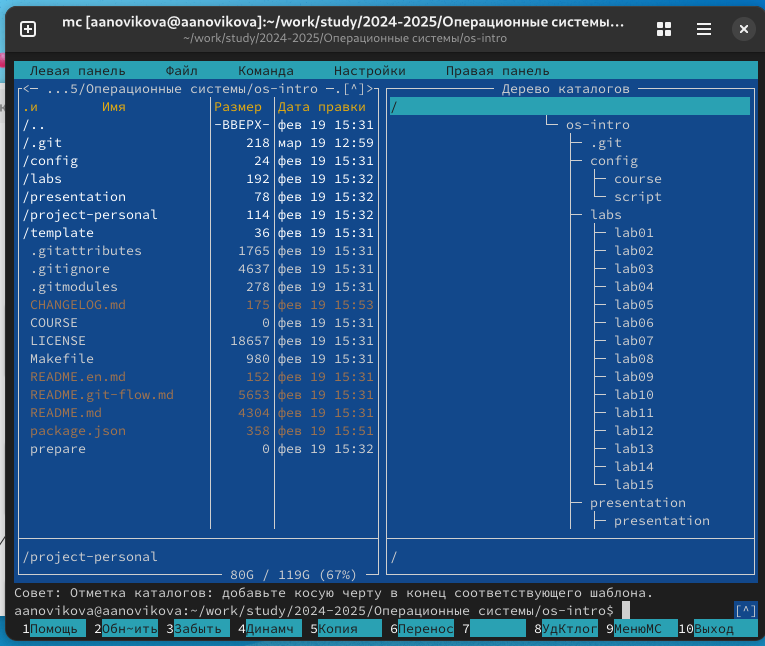 mc [aanovikova@aanovikova]:~/work/study/2024-2025/Операционные системы...
~/work/study/2024-2025/Операционные системы/os-intro
Левая панель Файл Команда Настройки Правая панель
<─ ...5/Операционные системы/os-intro ─.[^]>
.и Имя Размер Дата правки
/.. -ВВЕРХ- фев 19 15:31
/.git 218 мар 19 12:59
/config 24 фев 19 15:31
/labs 192 фев 19 15:32
/presentation 78 фев 19 15:32
/project-personal 114 фев 19 15:32
/template 36 фев 19 15:31
.gitattributes 1765 фев 19 15:31
.gitignore 4637 фев 19 15:31
.gitmodules 278 фев 19 15:31
CHANGELOG.md 175 фев 19 15:53
COURSE 0 фев 19 15:31
LICENSE 18657 фев 19 15:31
Makefile 980 фев 19 15:31
README.en.md 152 фев 19 15:31
README.git-flow.md 5653 фев 19 15:31
README.md 4304 фев 19 15:31
package.json 358 фев 19 15:51
prepare 0 фев 19 15:32
/project-personal
80G / 119G (67%)
Дерево каталогов
/
os-intro
.git
config
course
script
labs
lab01
lab02
lab03
lab04
lab05
lab06
lab07
lab08
lab09
lab10
lab11
lab12
lab13
lab14
lab15
presentation
presentation
/
Совет: Отметка каталогов: добавьте косую черту в конец соответствующего шаблона.
aanovikova@aanovikova:~/work/study/2024-2025/Операционные системы/os-intro$ [^]
1Помощь 2Обн~ить 3Забыть 4Динамч 5Копия 6Перенос 7 8УдКтлог 9МенюМС 10Выход